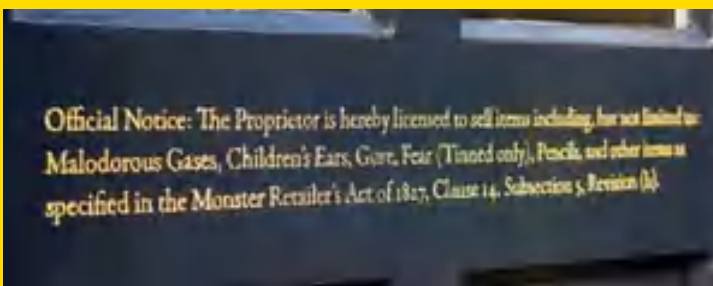 Official Notice: The Proprietor is hereby licensed to sell items including, but not limited to:
Malodorous Gases, Children's Ears, Gore, Fear (Tinned only), Pencils, and other items as
specified in the Monster Retailer's Act of 1827, Clause 14, Subsection 5, Revision (b).